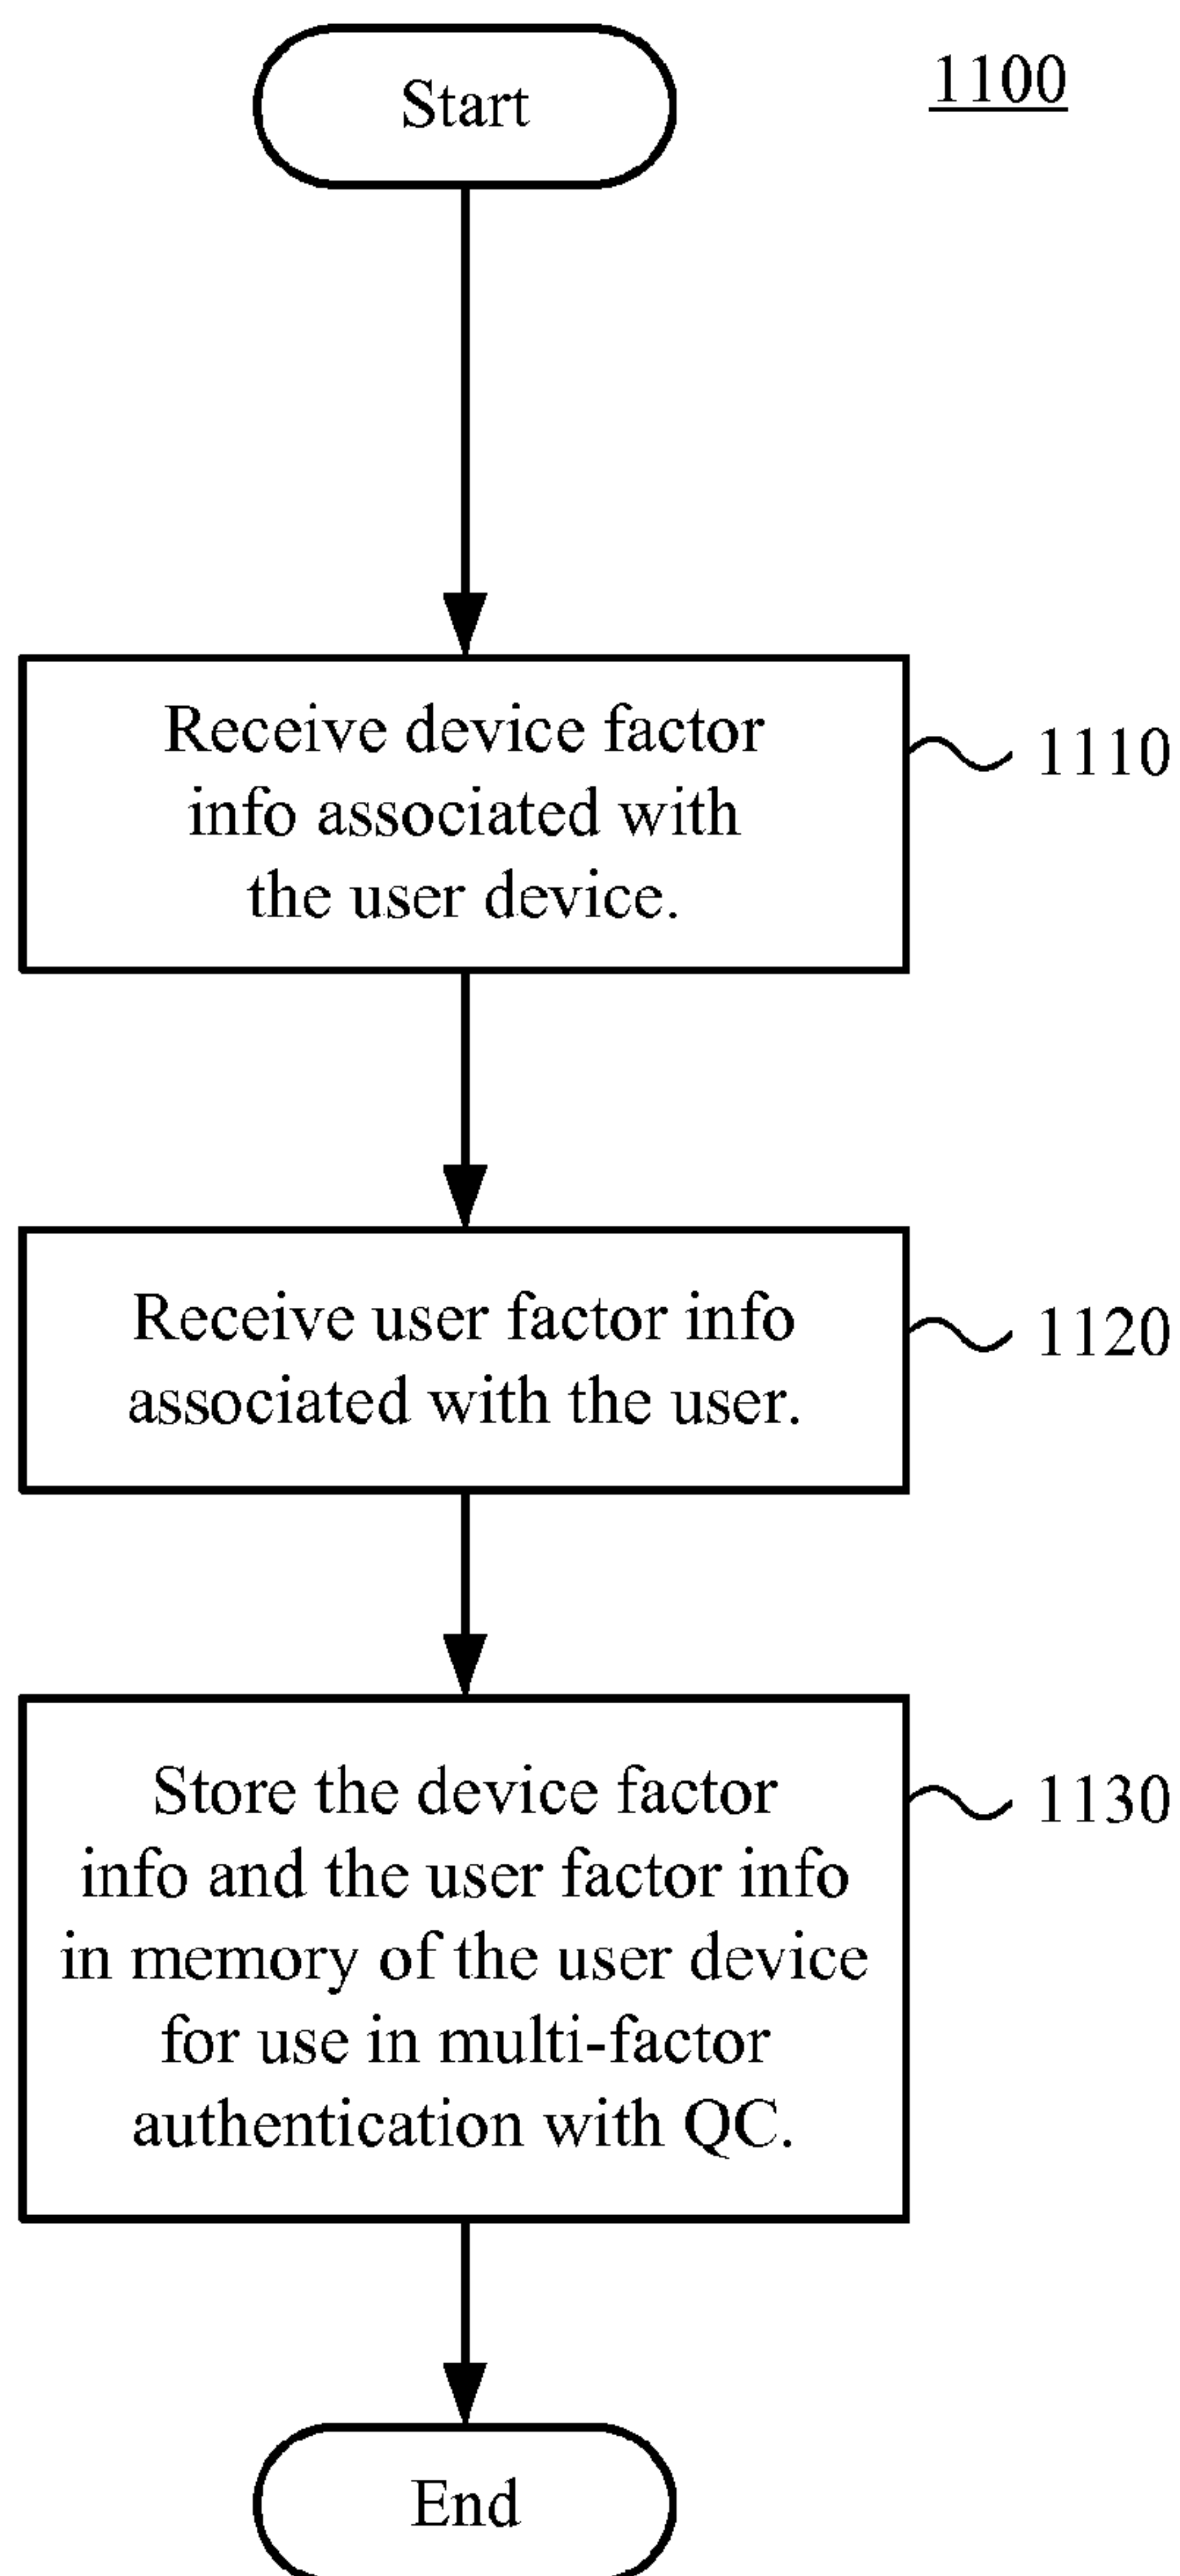 Start
1100
Receive device factor
info associated with
the user device.
1110
Receive user factor info
associated with the user.
1120
Store the device factor
info and the user factor info
in memory of the user device
for use in multi-factor
authentication with QC.
1130
End